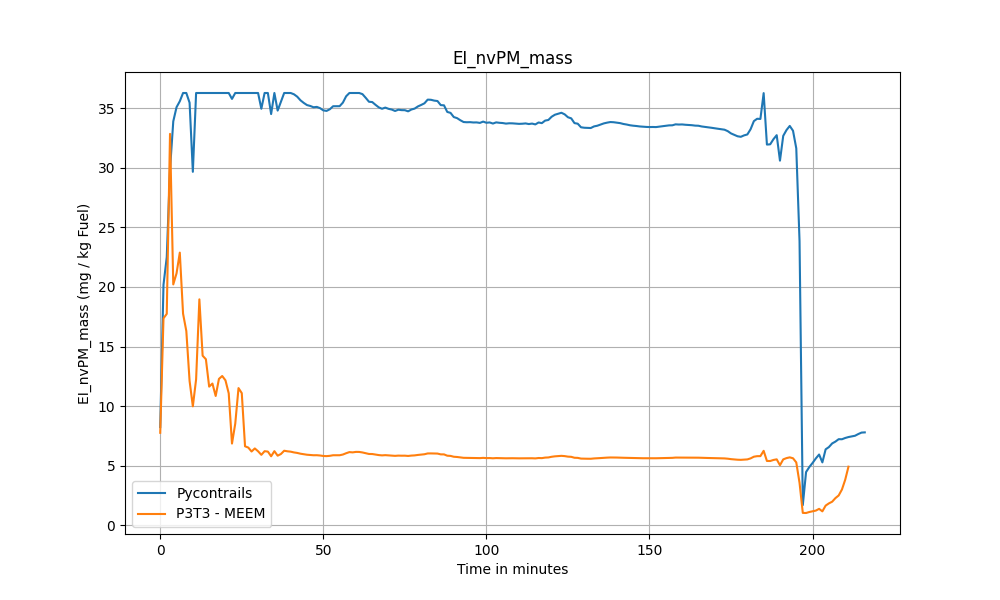 EI_nvPM_mass
EI_nvPM_mass (mg / kg Fuel)
35
30
25
20
15
10
5
0
Pycontrails
P3T3 - MEEM
0 50 100 150 200
Time in minutes